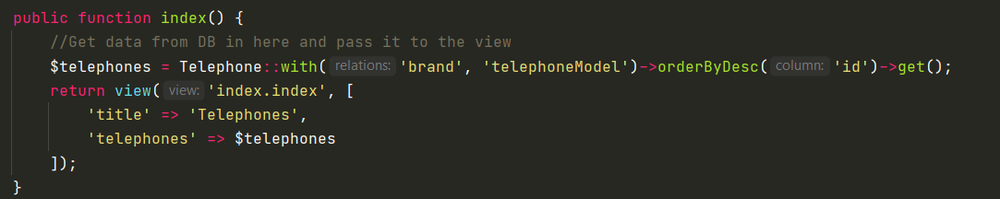 public function index() {
//Get data from DB in here and pass it to the view
$telephones = Telephone::with( relations: 'brand', 'telephoneModel')->orderByDesc( column: 'id')->get();
return view( view: 'index.index', [
'title' => 'Telephones',
'telephones' => $telephones
]);
}